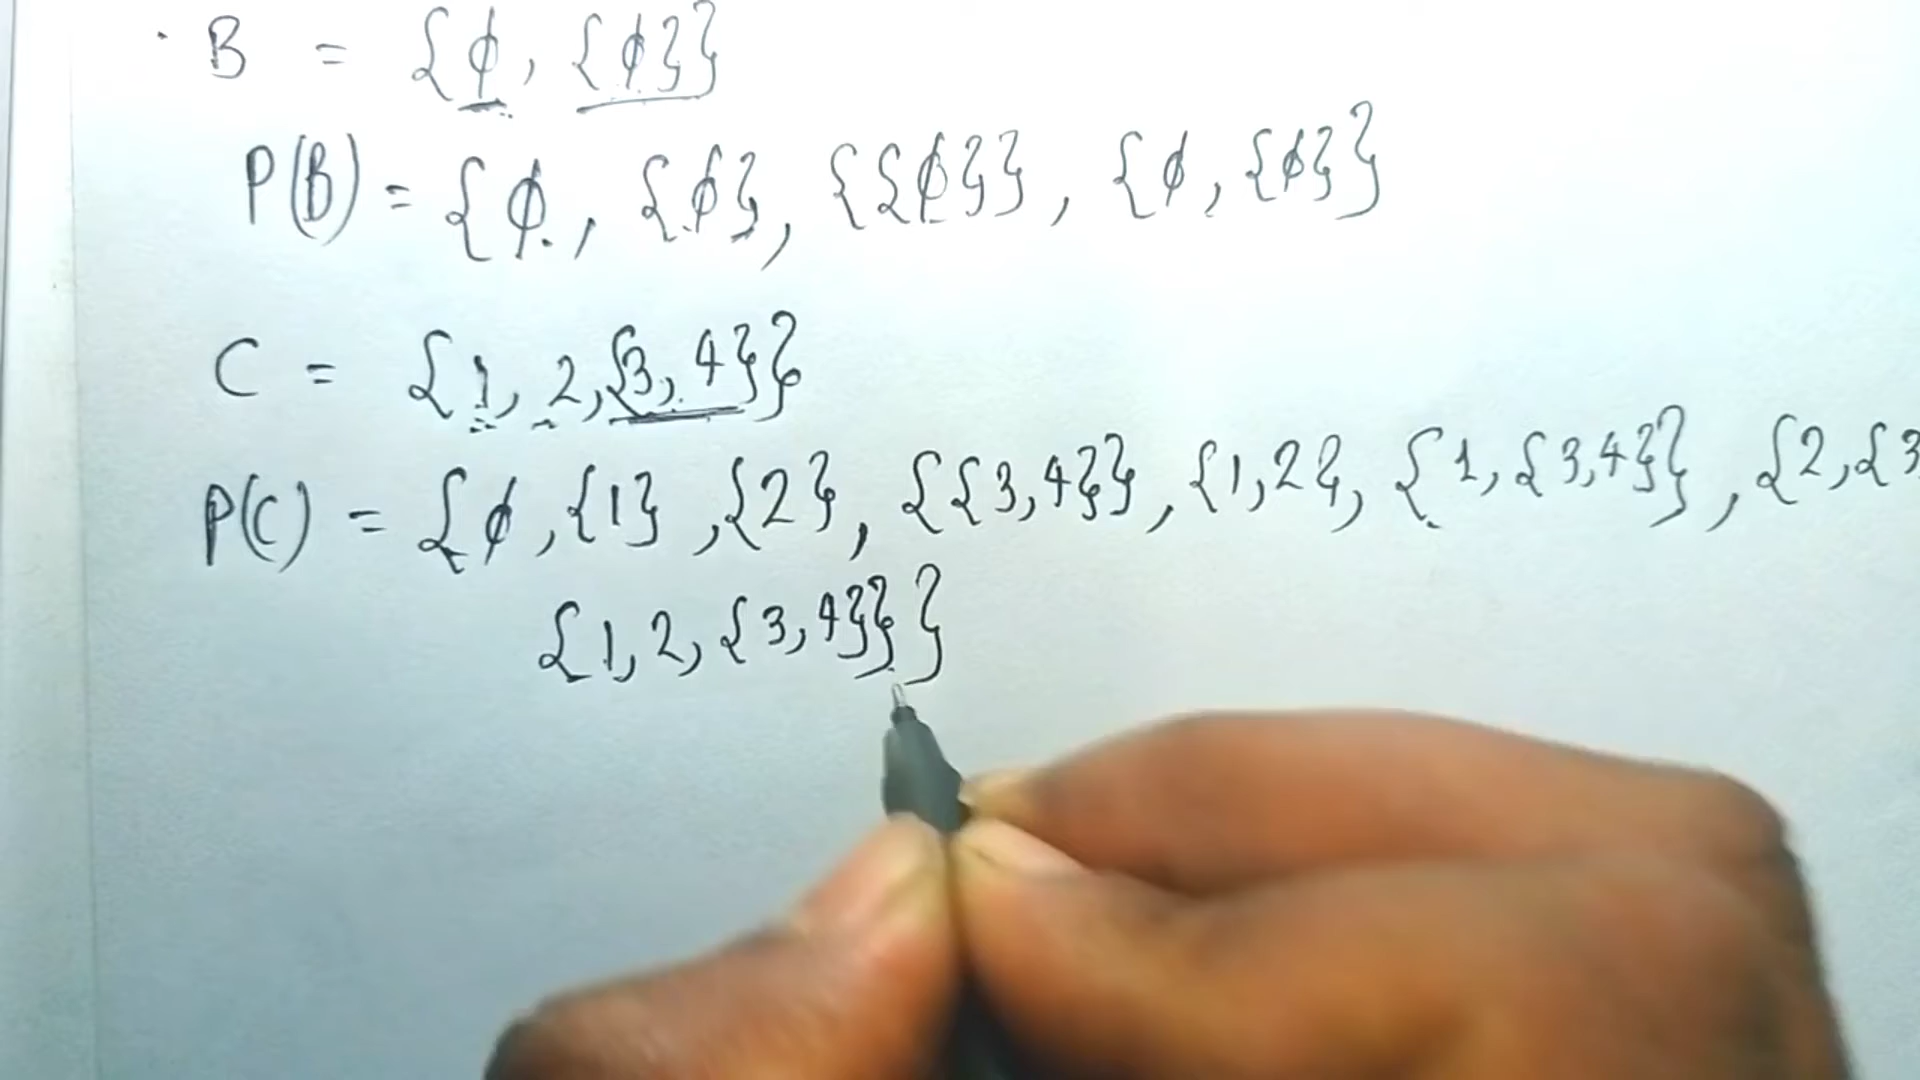 B = {ϕ, {ϕ}}
P(B) = {ϕ, {ϕ}, {{ϕ}}, {ϕ, {ϕ}}
C = {1, 2, {3, 4}}
P(C) = {ϕ, {1}, {2}, {{3, 4}}, {1, 2}, {1, {3, 4}}, {2, {3
{1, 2, {3, 4}}}